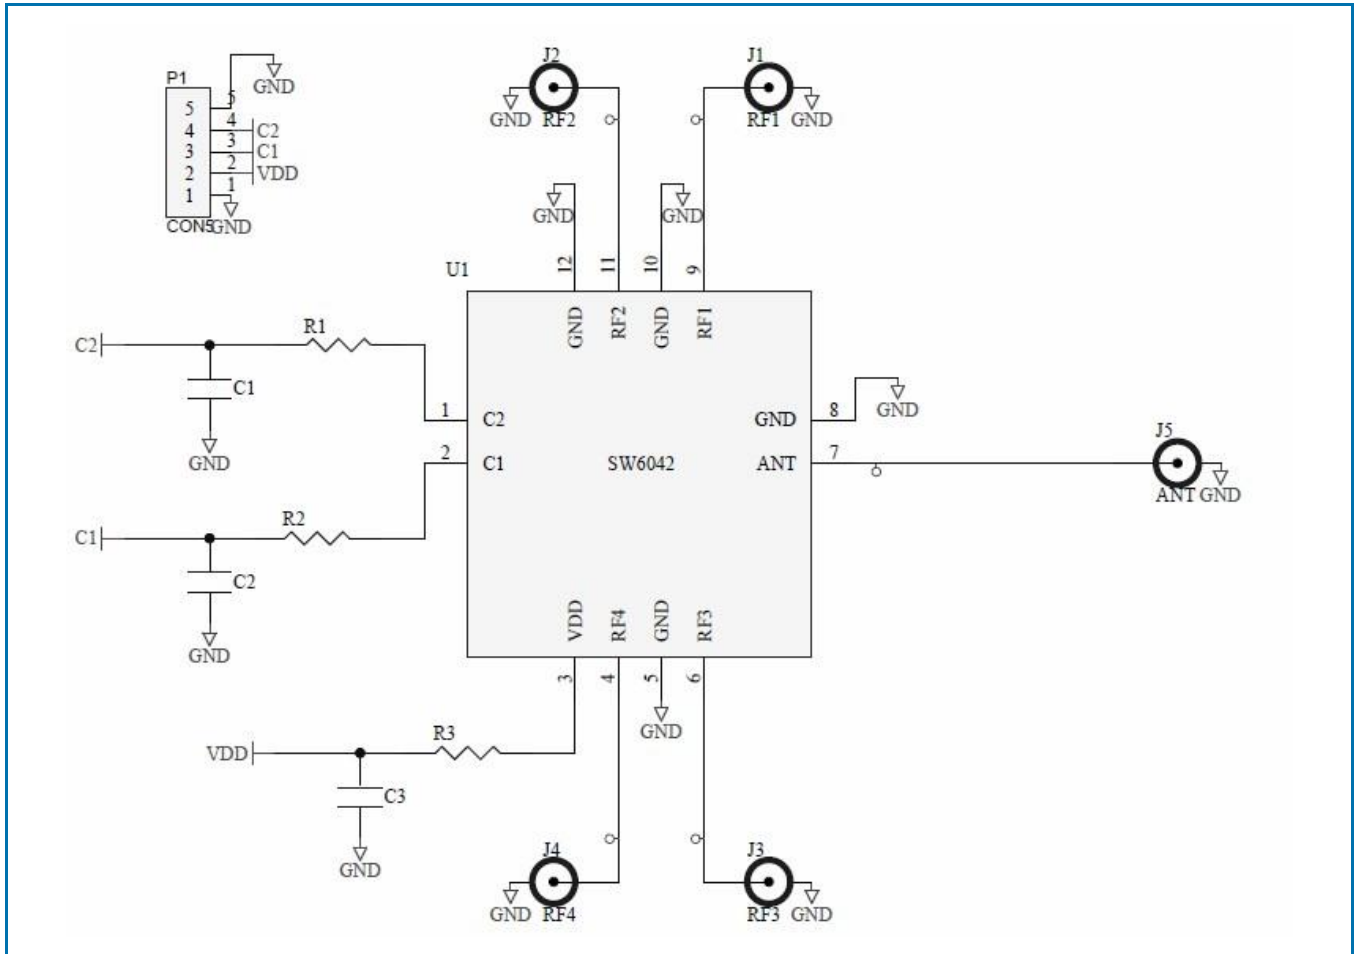 P1
5 5 GND
4 4 C2
3 3 C1
2 2 VDD
1 1
CON5 GND
J2
GND RF2
J1
RF1 GND
GND
GND
U1
12 11 10 9
GND RF2 GND RF1
C2 R1
C1
GND
1 C2
2 C1
SW6042
GND 8 GND
ANT 7
J5
ANT GND
C1 R2
C2
GND
VDD RF4 GND RF3
3 4 5 6
GND
VDD R3
C3
GND
J4
GND RF4
J3
RF3 GND